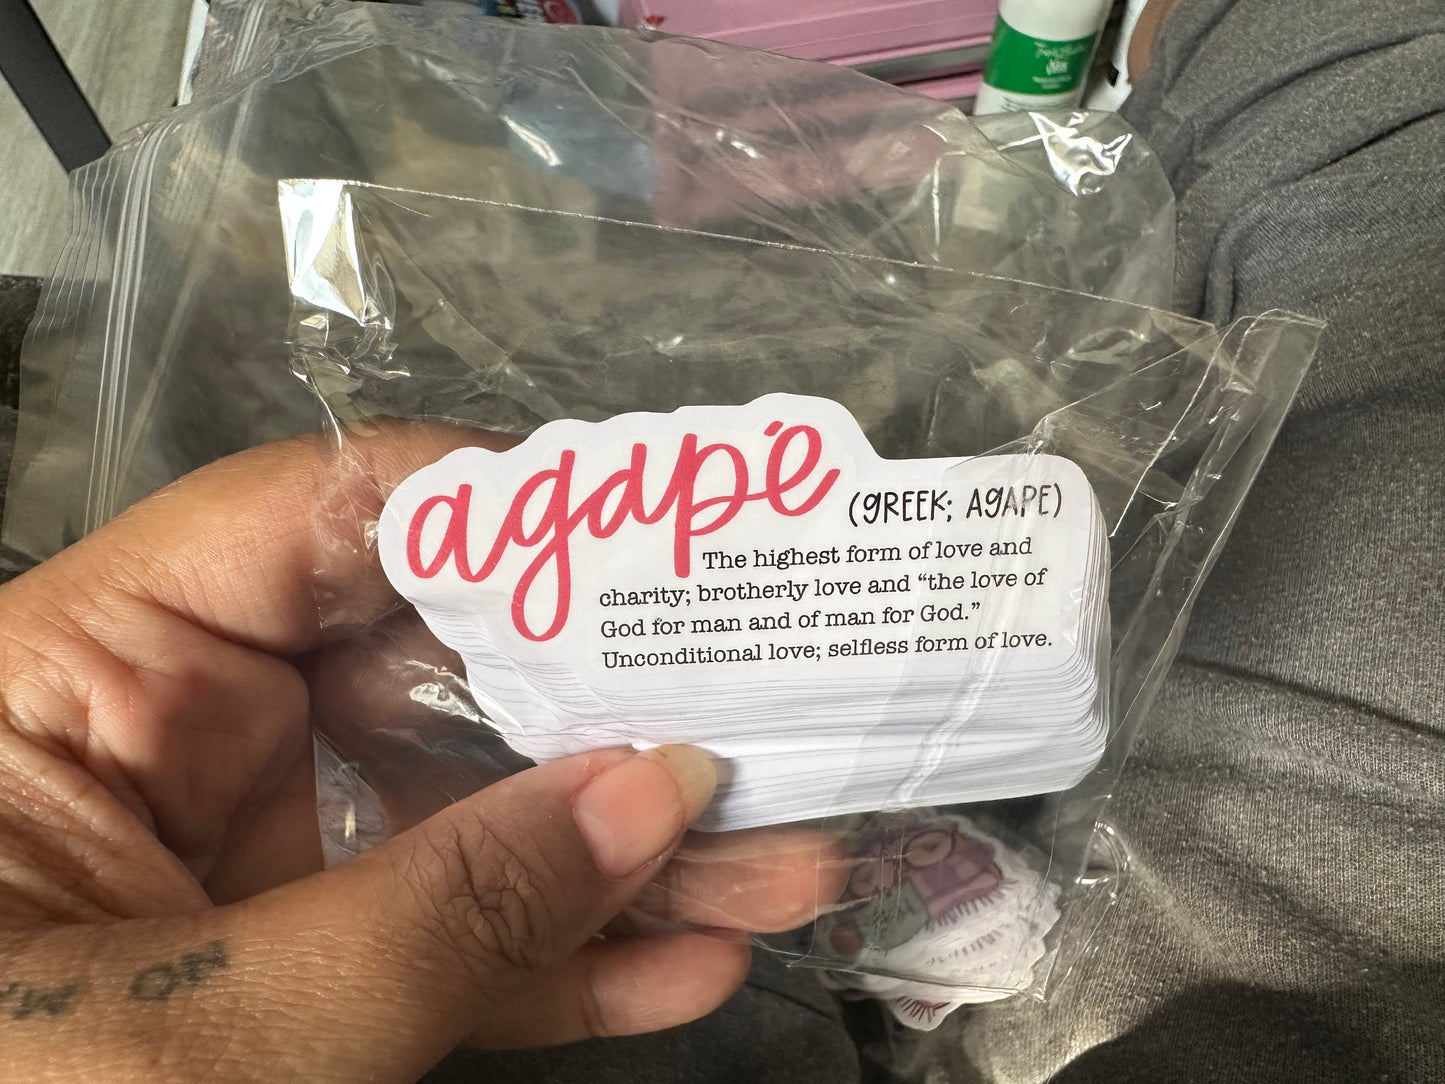 agapé
(GREEK; AGAPE)
The highest form of love and
charity; brotherly love and “the love of
God for man and of man for God.”
Unconditional love; selfless form of love.